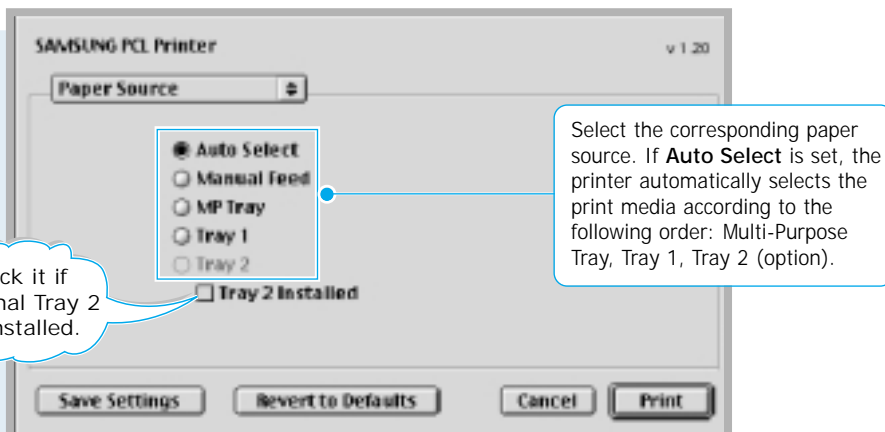 SAMSUNG PCL Printer
v 1.20
Paper Source
Auto Select
Manual Feed
MP Tray
Tray 1
Tray 2
Tray 2 Installed
Select the corresponding paper
source. If Auto Select is set, the
printer automatically selects the
print media according to the
following order: Multi-Purpose
Tray, Tray 1, Tray 2 (option).
ck it if
nal Tray 2
nstalled.
Save Settings
Revert to Defaults
Cancel
Print